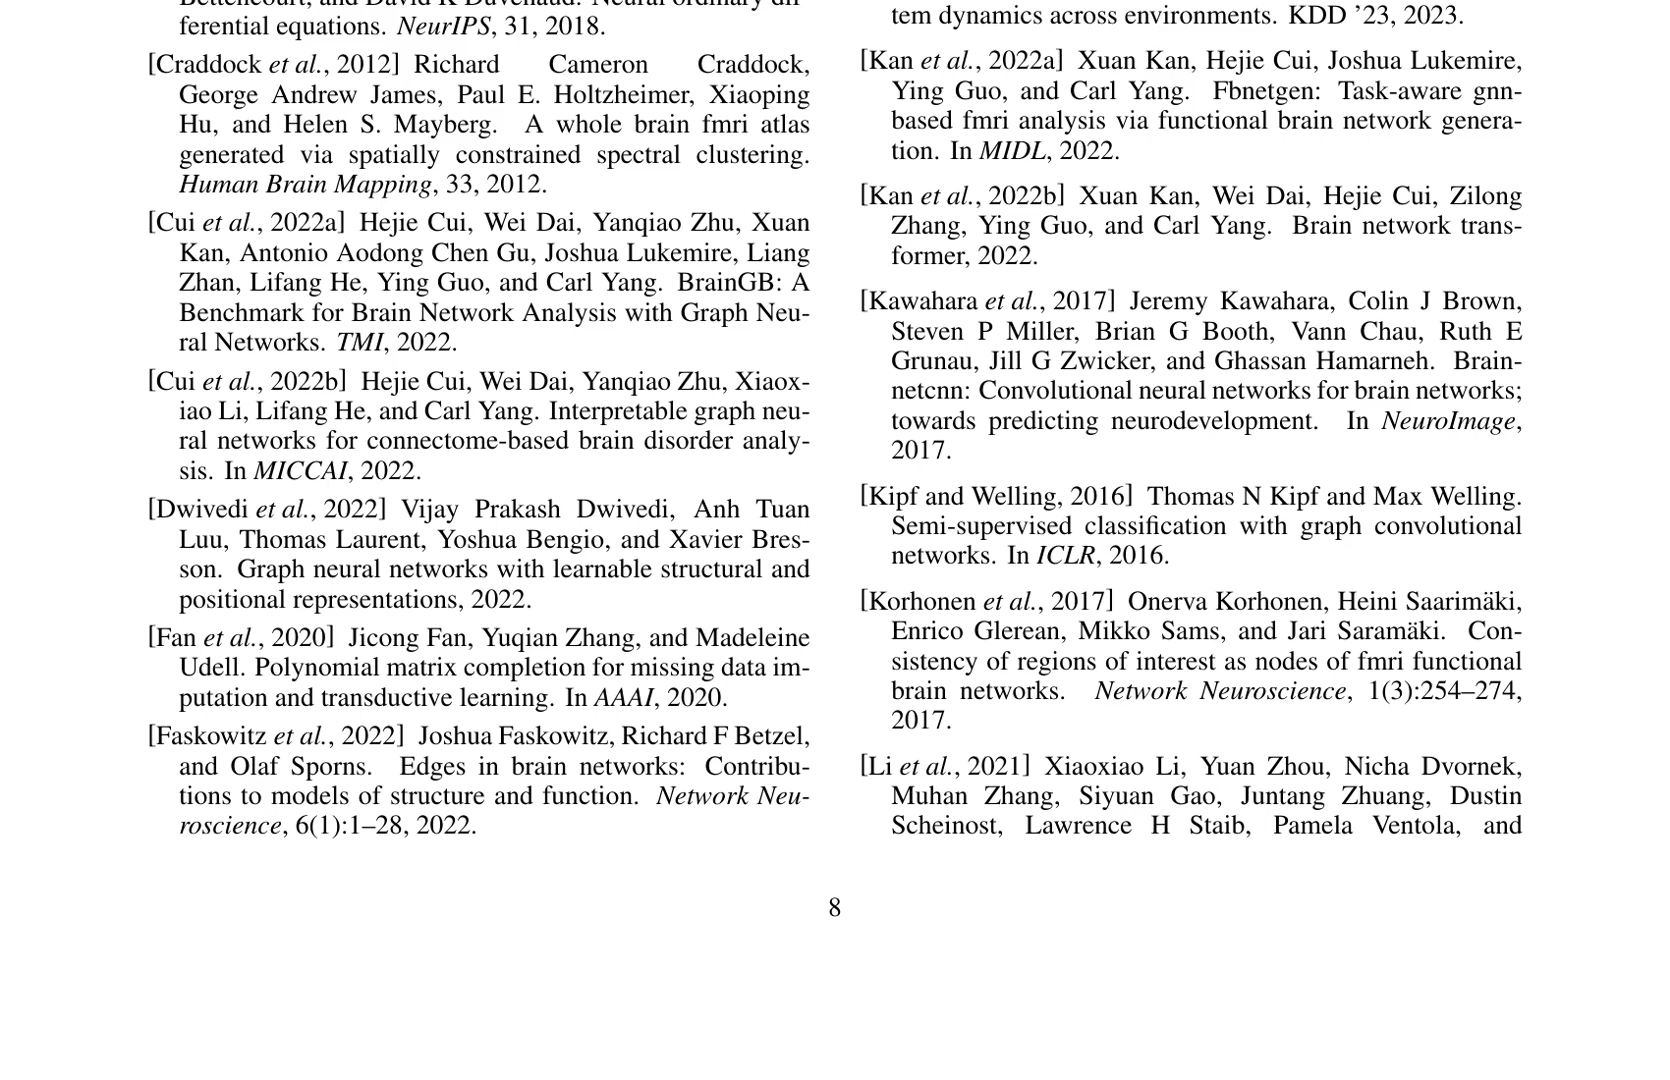 ferential equations. NeurIPS, 31, 2018.
[Craddock et al., 2012] Richard Cameron Craddock,
George Andrew James, Paul E. Holtzheimer, Xiaoping
Hu, and Helen S. Mayberg. A whole brain fmri atlas
generated via spatially constrained spectral clustering.
Human Brain Mapping, 33, 2012.
[Cui et al., 2022a] Hejie Cui, Wei Dai, Yanqiao Zhu, Xuan
Kan, Antonio Aodong Chen Gu, Joshua Lukemire, Liang
Zhan, Lifang He, Ying Guo, and Carl Yang. BrainGB: A
Benchmark for Brain Network Analysis with Graph Neu-
ral Networks. TMI, 2022.
[Cui et al., 2022b] Hejie Cui, Wei Dai, Yanqiao Zhu, Xiaox-
iao Li, Lifang He, and Carl Yang. Interpretable graph neu-
ral networks for connectome-based brain disorder analy-
sis. In MICCAI, 2022.
[Dwivedi et al., 2022] Vijay Prakash Dwivedi, Anh Tuan
Luu, Thomas Laurent, Yoshua Bengio, and Xavier Bres-
son. Graph neural networks with learnable structural and
positional representations, 2022.
[Fan et al., 2020] Jicong Fan, Yuqian Zhang, and Madeleine
Udell. Polynomial matrix completion for missing data im-
putation and transductive learning. In AAAI, 2020.
[Faskowitz et al., 2022] Joshua Faskowitz, Richard F Betzel,
and Olaf Sporns. Edges in brain networks: Contribu-
tions to models of structure and function. Network Neu-
roscience, 6(1):1–28, 2022.
tem dynamics across environments. KDD ’23, 2023.
[Kan et al., 2022a] Xuan Kan, Hejie Cui, Joshua Lukemire,
Ying Guo, and Carl Yang. Fbnetgen: Task-aware gnn-
based fmri analysis via functional brain network genera-
tion. In MIDL, 2022.
[Kan et al., 2022b] Xuan Kan, Wei Dai, Hejie Cui, Zilong
Zhang, Ying Guo, and Carl Yang. Brain network trans-
former, 2022.
[Kawahara et al., 2017] Jeremy Kawahara, Colin J Brown,
Steven P Miller, Brian G Booth, Vann Chau, Ruth E
Grunau, Jill G Zwicker, and Ghassan Hamarneh. Brain-
netcnn: Convolutional neural networks for brain networks;
towards predicting neurodevelopment. In NeuroImage,
2017.
[Kipf and Welling, 2016] Thomas N Kipf and Max Welling.
Semi-supervised classification with graph convolutional
networks. In ICLR, 2016.
[Korhonen et al., 2017] Onerva Korhonen, Heini Saarimäki,
Enrico Glerean, Mikko Sams, and Jari Saramäki. Con-
sistency of regions of interest as nodes of fmri functional
brain networks. Network Neuroscience, 1(3):254–274,
2017.
[Li et al., 2021] Xiaoxiao Li, Yuan Zhou, Nicha Dvornek,
Muhan Zhang, Siyuan Gao, Juntang Zhuang, Dustin
Scheinost, Lawrence H Staib, Pamela Ventola, and
8